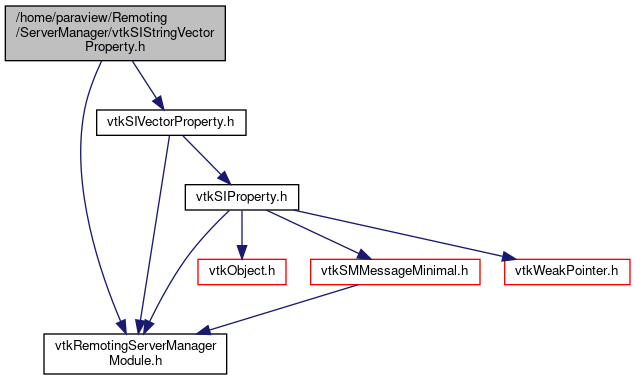 /home/paraview/Remoting
/ServerManager/vtkSIStringVector
Property.h
vtkSIVectorProperty.h
vtkSIProperty.h
vtkObject.h
vtkSMMessageMinimal.h
vtkWeakPointer.h
vtkRemotingServerManager
Module.h